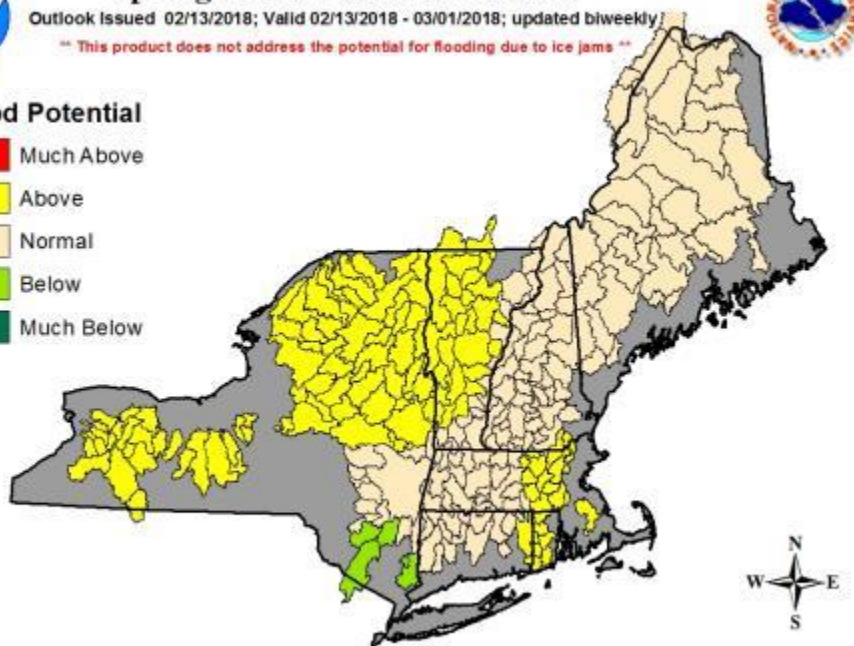 Outlook Issued 02/13/2018; Valid 02/13/2018 - 03/01/2018; updated biweekly
** This product does not address the potential for flooding due to ice jams **
Potential
Much Above
Above
Normal
Below
Much Below
N
W E
S